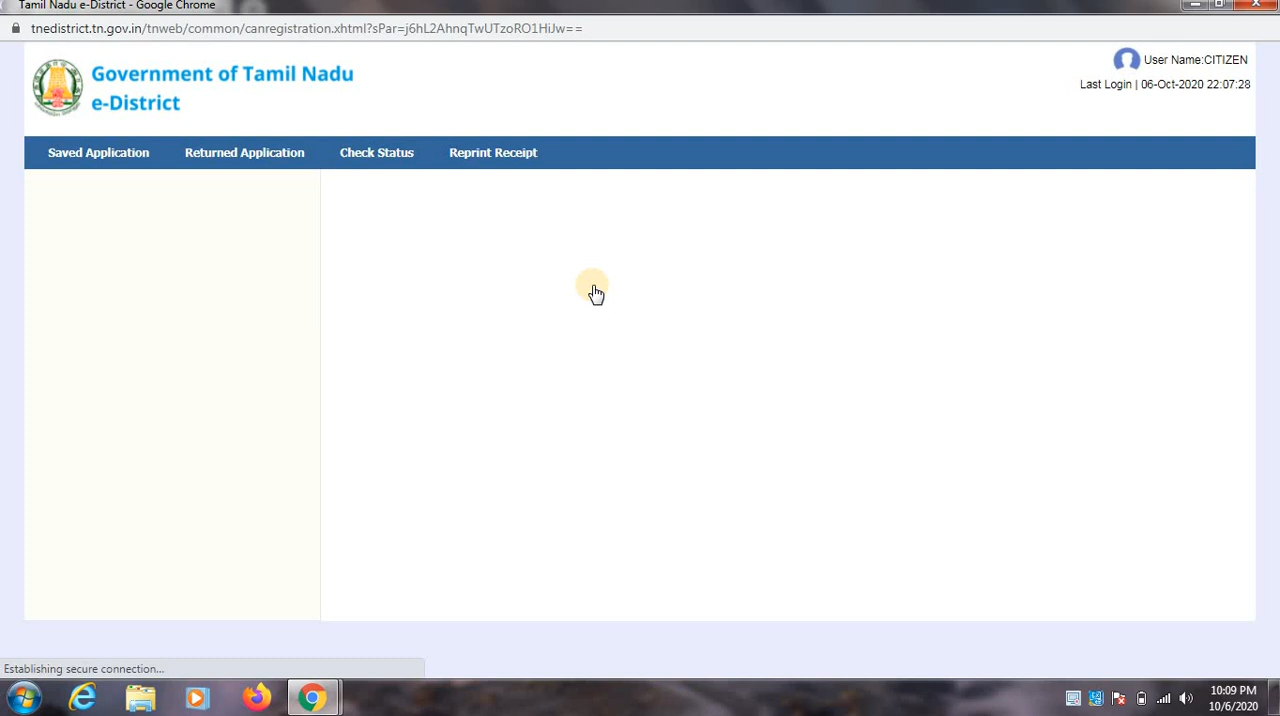 Tamil Nadu e-District - Google Chrome
tnedistrict.tn.gov.in/tnweb/common/canregistration.xhtml?sPar=j6hL2AhnqTwUTzoRO1HiJw==
Government of Tamil Nadu
e-District
User Name:CITIZEN
Last Login | 06-Oct-2020 22:07:28
Saved Application Returned Application Check Status Reprint Receipt
Establishing secure connection...
10:09 PM
10/6/2020